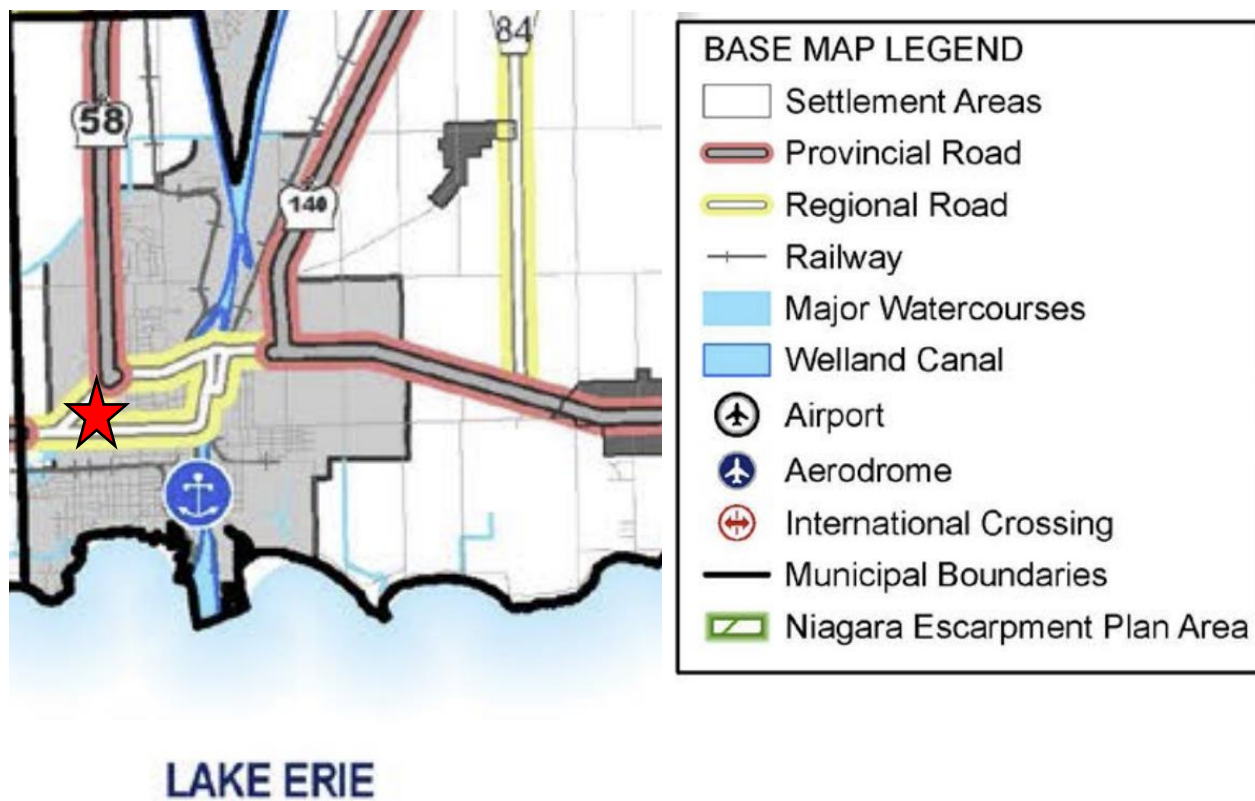 84
58
140
LAKE ERIE
BASE MAP LEGEND
Settlement Areas
Provincial Road
Regional Road
Railway
Major Watercourses
Welland Canal
Airport
Aerodrome
International Crossing
Municipal Boundaries
Niagara Escarpment Plan Area